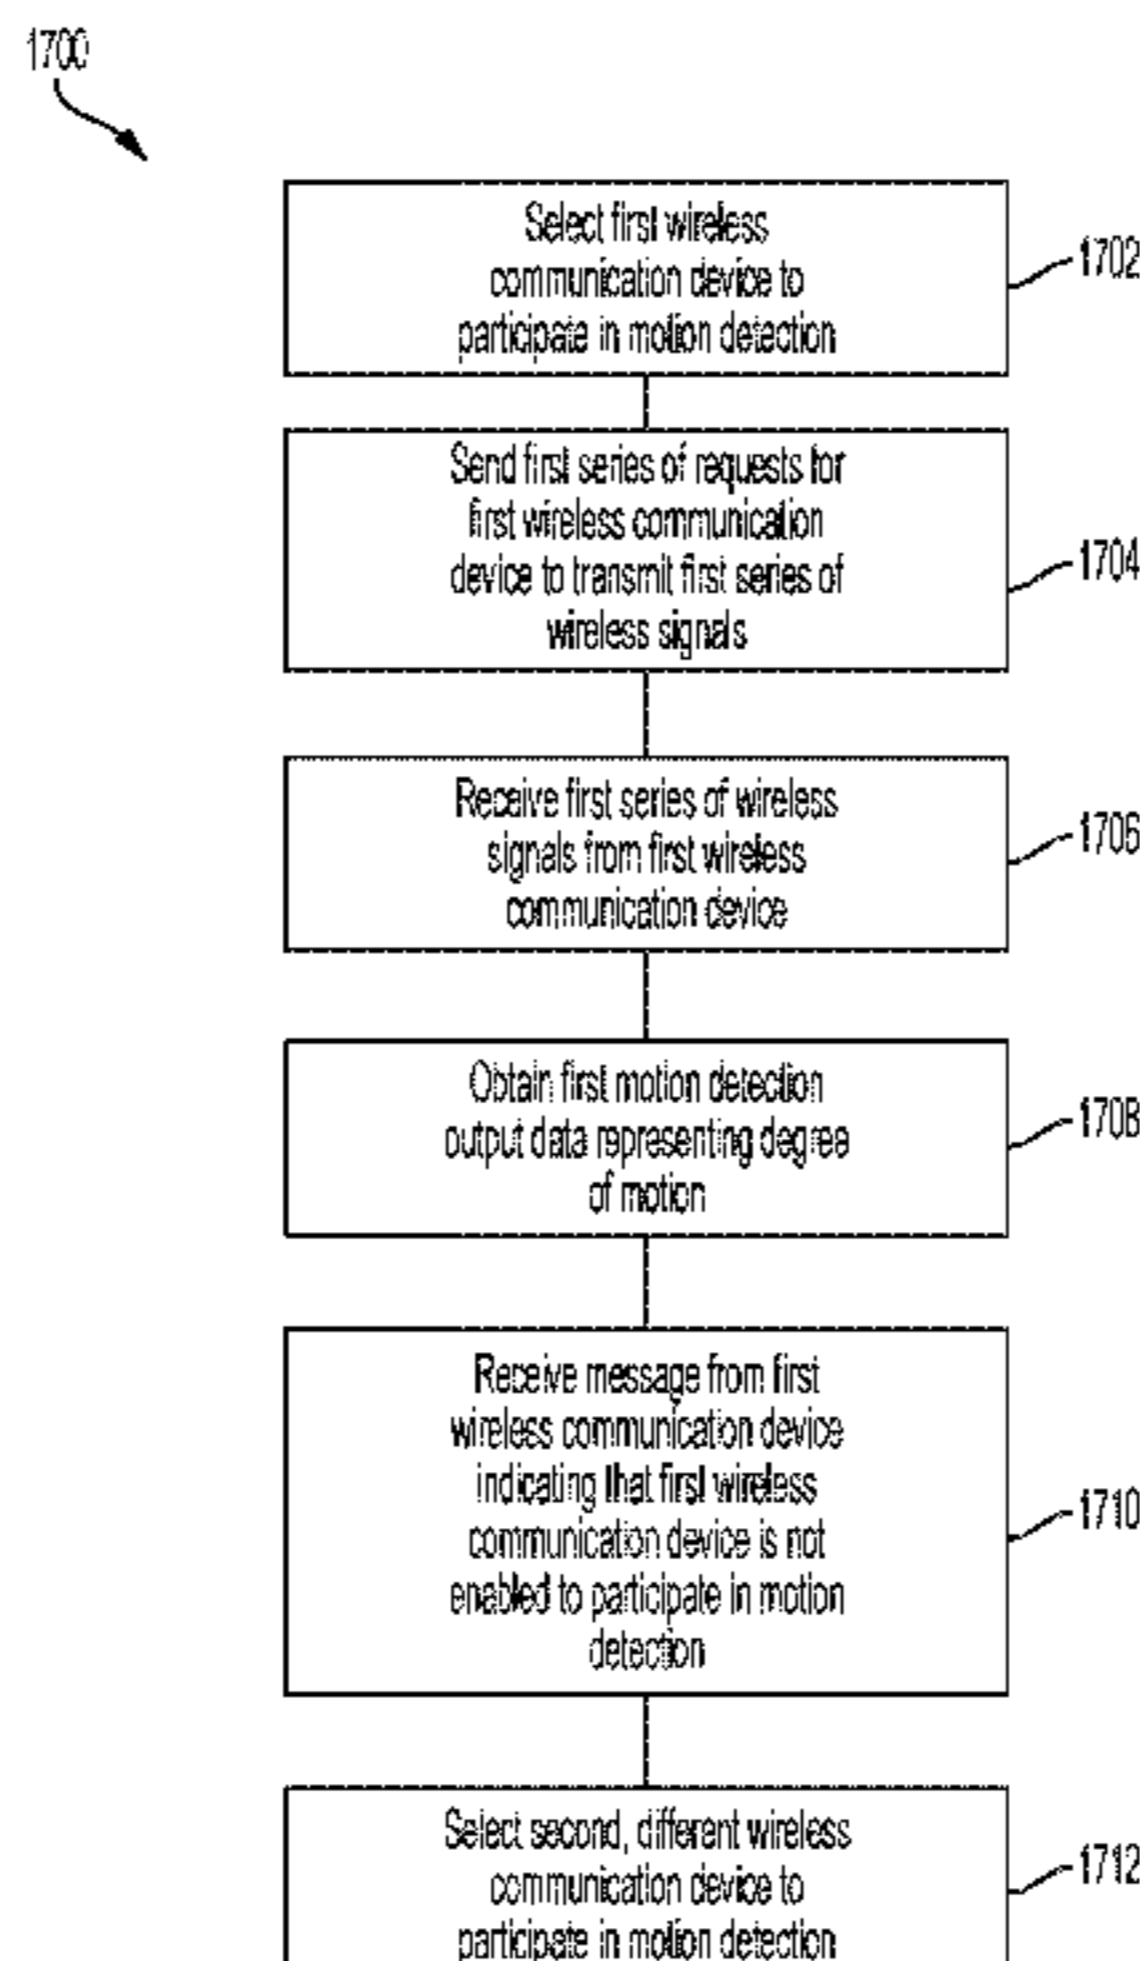 1700
Select first wireless
communication device to
participate in motion detection
1702
Send first series of requests for
first wireless communication
device to transmit first series of
wireless signals
1704
Receive first series of wireless
signals from first wireless
communication device
1706
Obtain first motion detection
output data representing degree
of motion
1708
Receive message from first
wireless communication device
indicating that first wireless
communication device is not
enabled to participate in motion
detection
1710
Select second, different wireless
communication device to
participate in motion detection
1712